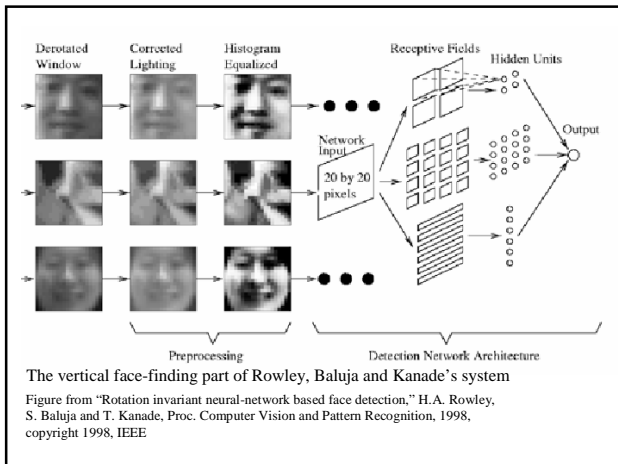 Derotated
Window
Corrected
Lighting
Histogram
Equalized
Receptive Fields
Hidden Units
Network
Input
20 by 20
pixels
Output
Preprocessing
Detection Network Architecture
The vertical face-finding part of Rowley, Baluja and Kanade's system
Figure from "Rotation invariant neural-network based face detection," H.A. Rowley,
S. Baluja and T. Kanade, Proc. Computer Vision and Pattern Recognition, 1998,
copyright 1998, IEEE